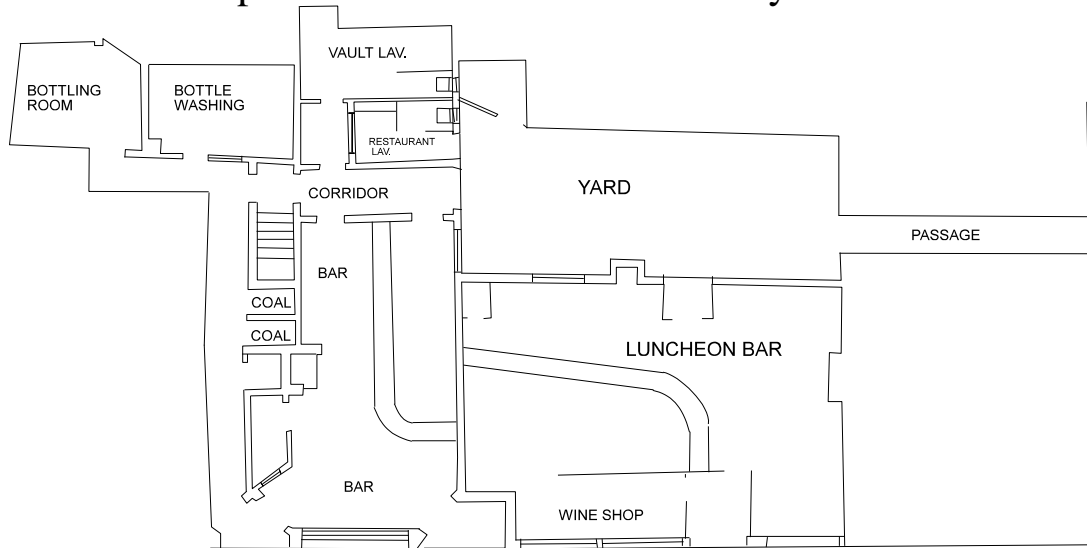 VAULT LAV.
BOTTLING
ROOM
BOTTLE
WASHING
RESTAURANT
LAV.
CORRIDOR
YARD
PASSAGE
BAR
COAL
COAL
LUNCHEON BAR
BAR
WINE SHOP